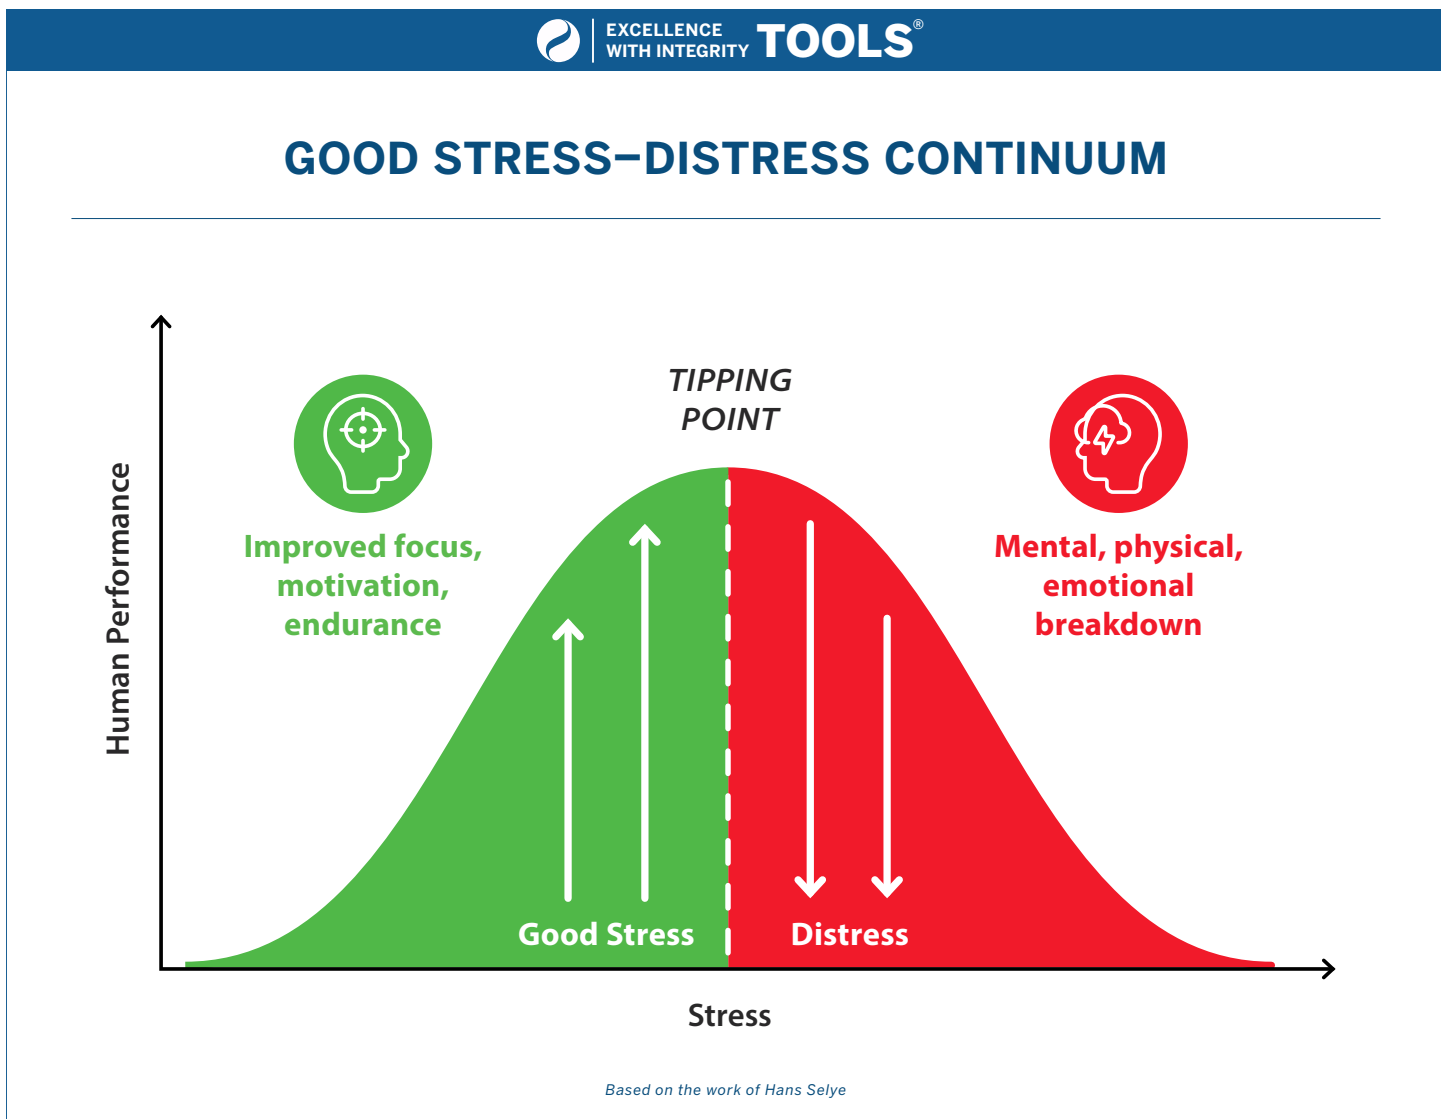 EXCELLENCE
WITH INTEGRITY
TOOLS®
GOOD STRESS–DISTRESS CONTINUUM
TIPPING
POINT
Improved focus,
motivation,
endurance
Mental, physical,
emotional
breakdown
Human Performance
Good Stress
Distress
Stress
Based on the work of Hans Selye